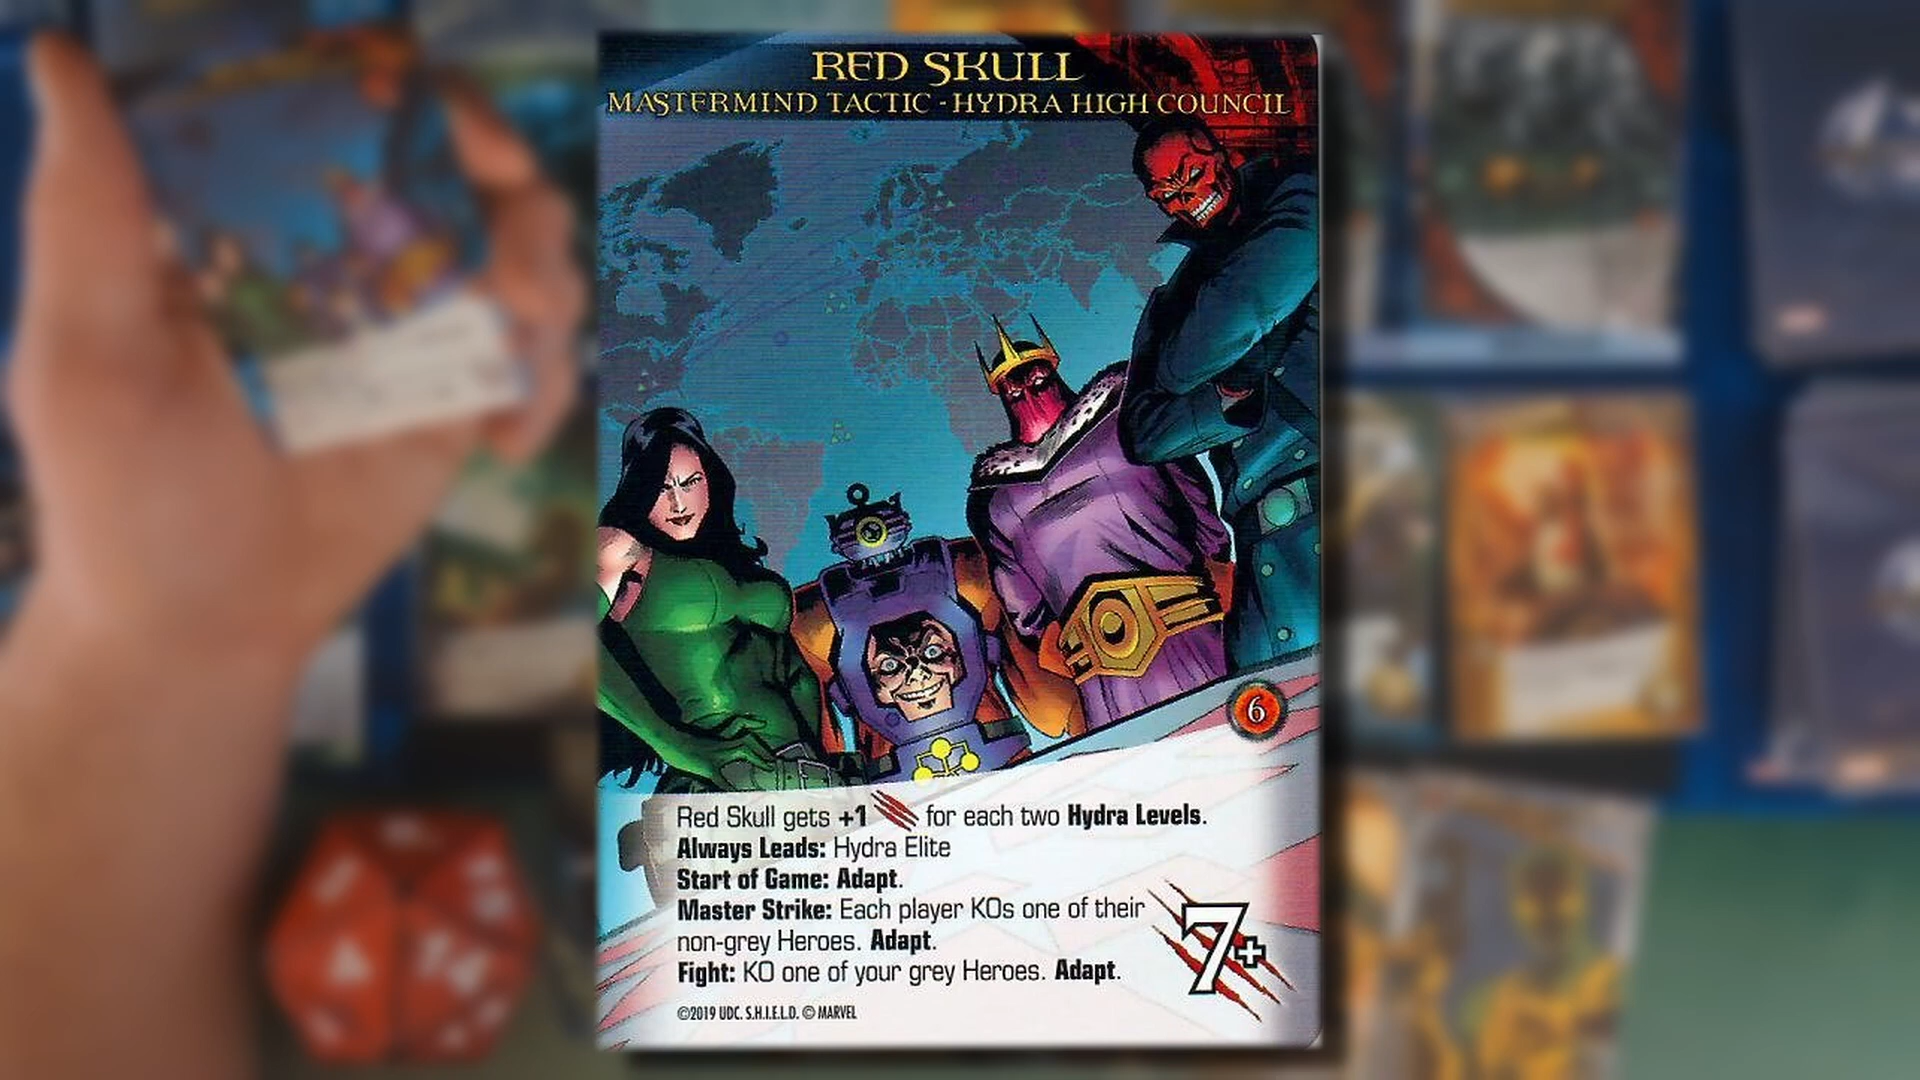 RED SKULL
MASTERMIND TACTIC - HYDRA HIGH COUNCIL
6
Red Skull gets +1 for each two Hydra Levels.
Always Leads: Hydra Elite
Start of Game: Adapt.
Master Strike: Each player KOs one of their
non-grey Heroes. Adapt.
Fight: KO one of your grey Heroes. Adapt.
7+
©2019 UDC. S.H.I.E.L.D. © MARVEL
14